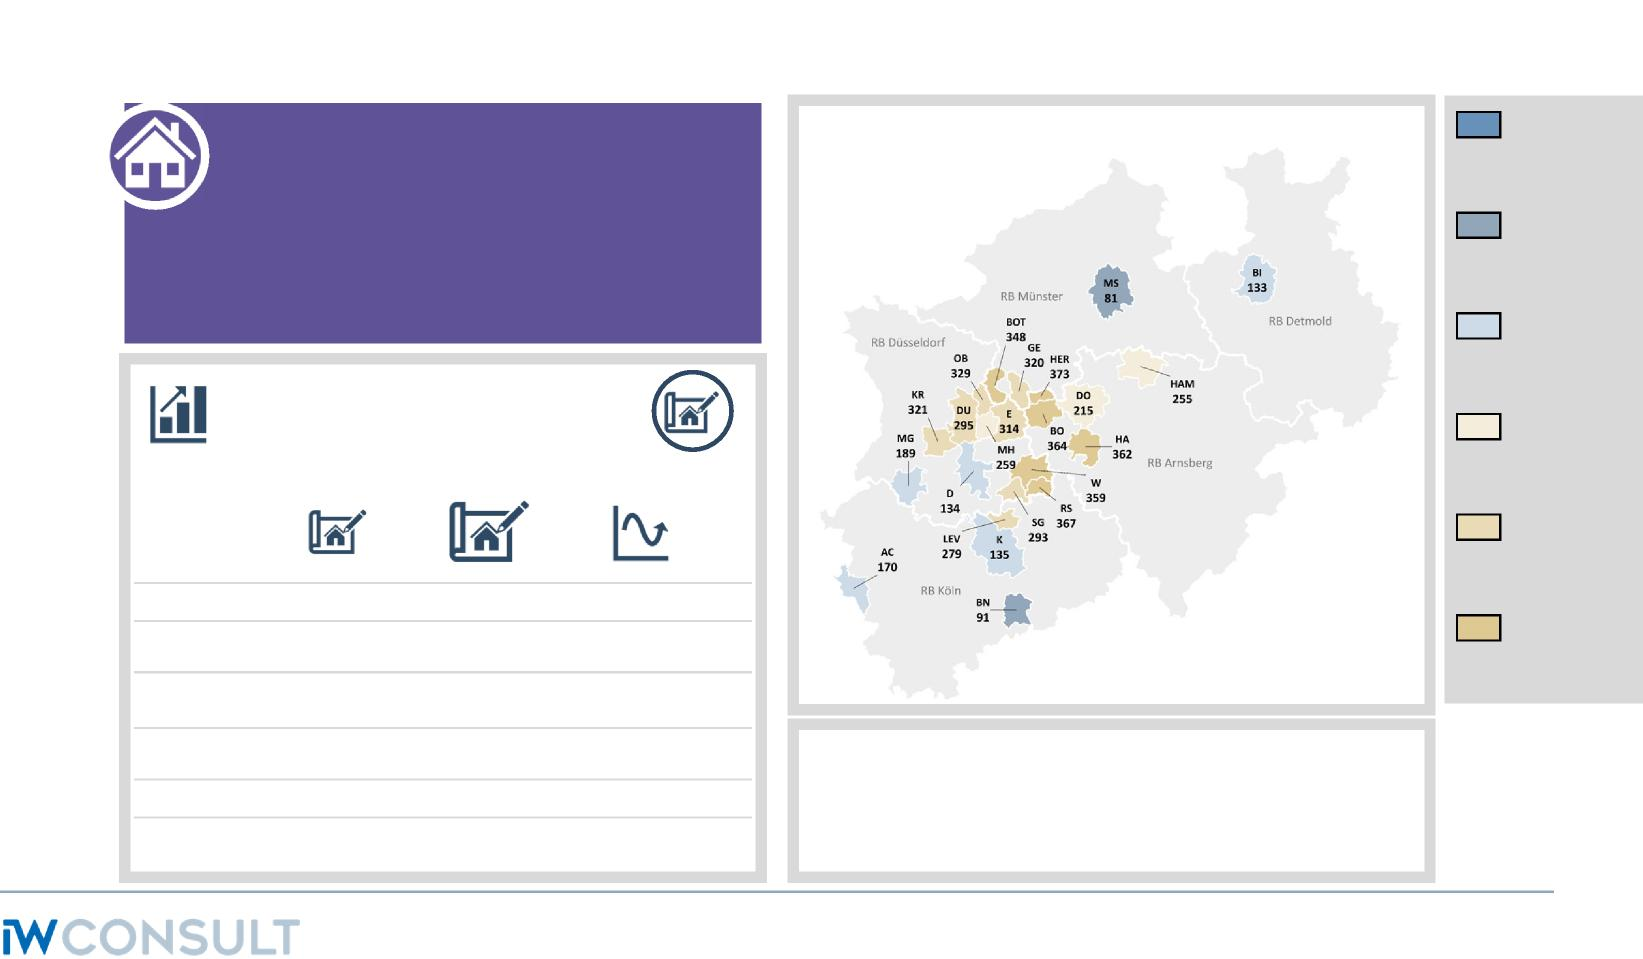 MS
81
BI
133
RB Münster
RB Detmold
BOT
348
RB Düsseldorf
GE
320
HER
373
OB
329
HAM
255
KR
321
DO
215
DU
295
E
314
BO
364
HA
362
MG
189
MH
259
RB Arnsberg
W
359
D
134
RS
367
SG
293
LEV
279
K
135
AC
170
RB Köln
BN
91
iWCONSULT